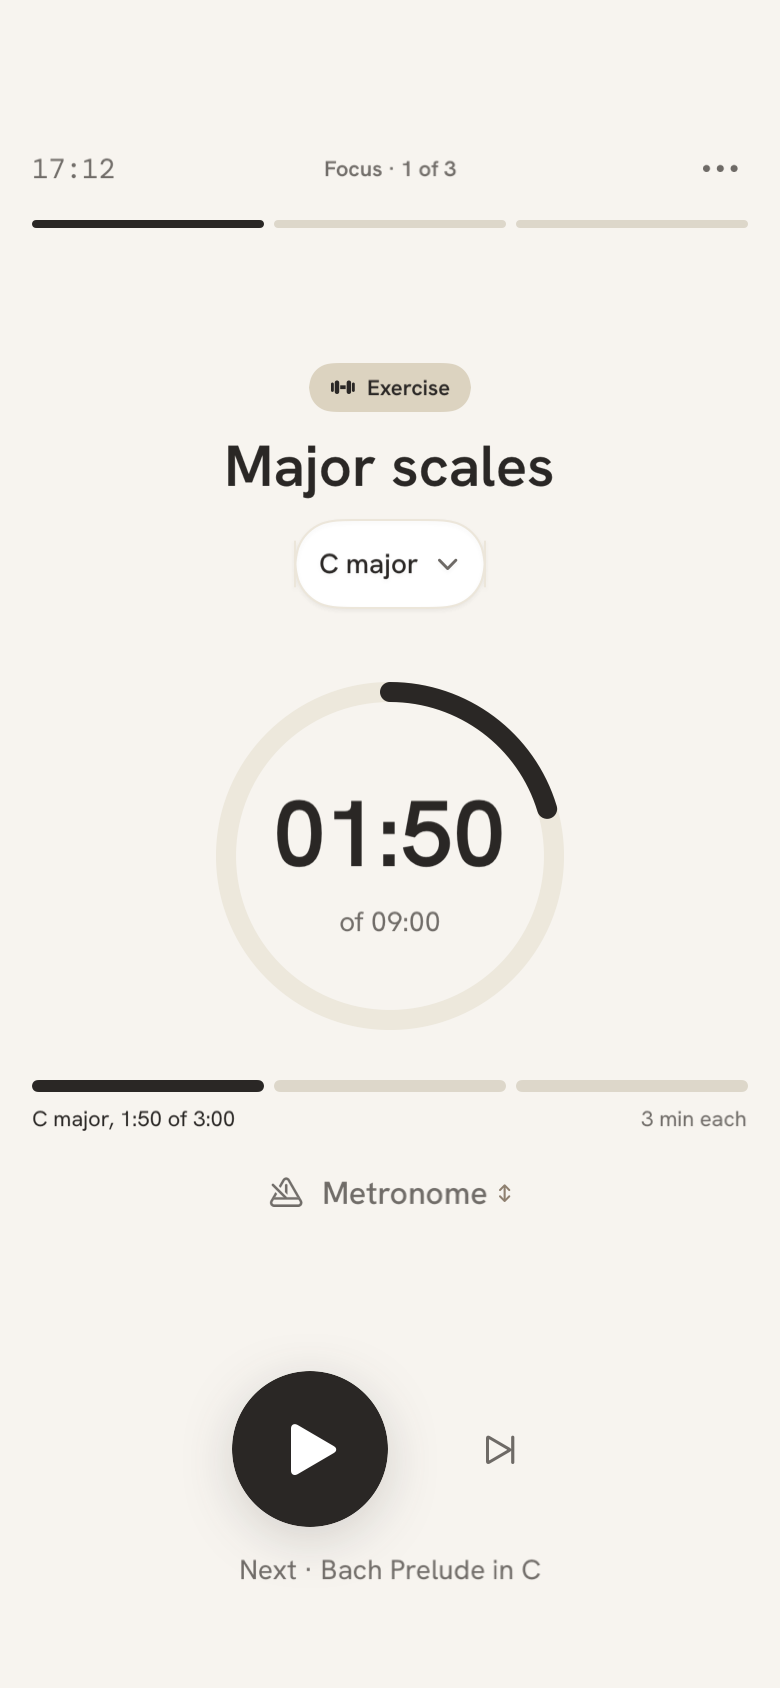 17:12
Focus · 1 of 3
Exercise
Major scales
C major
01:50
of 09:00
C major, 1:50 of 3:00
3 min each
Metronome
Next · Bach Prelude in C